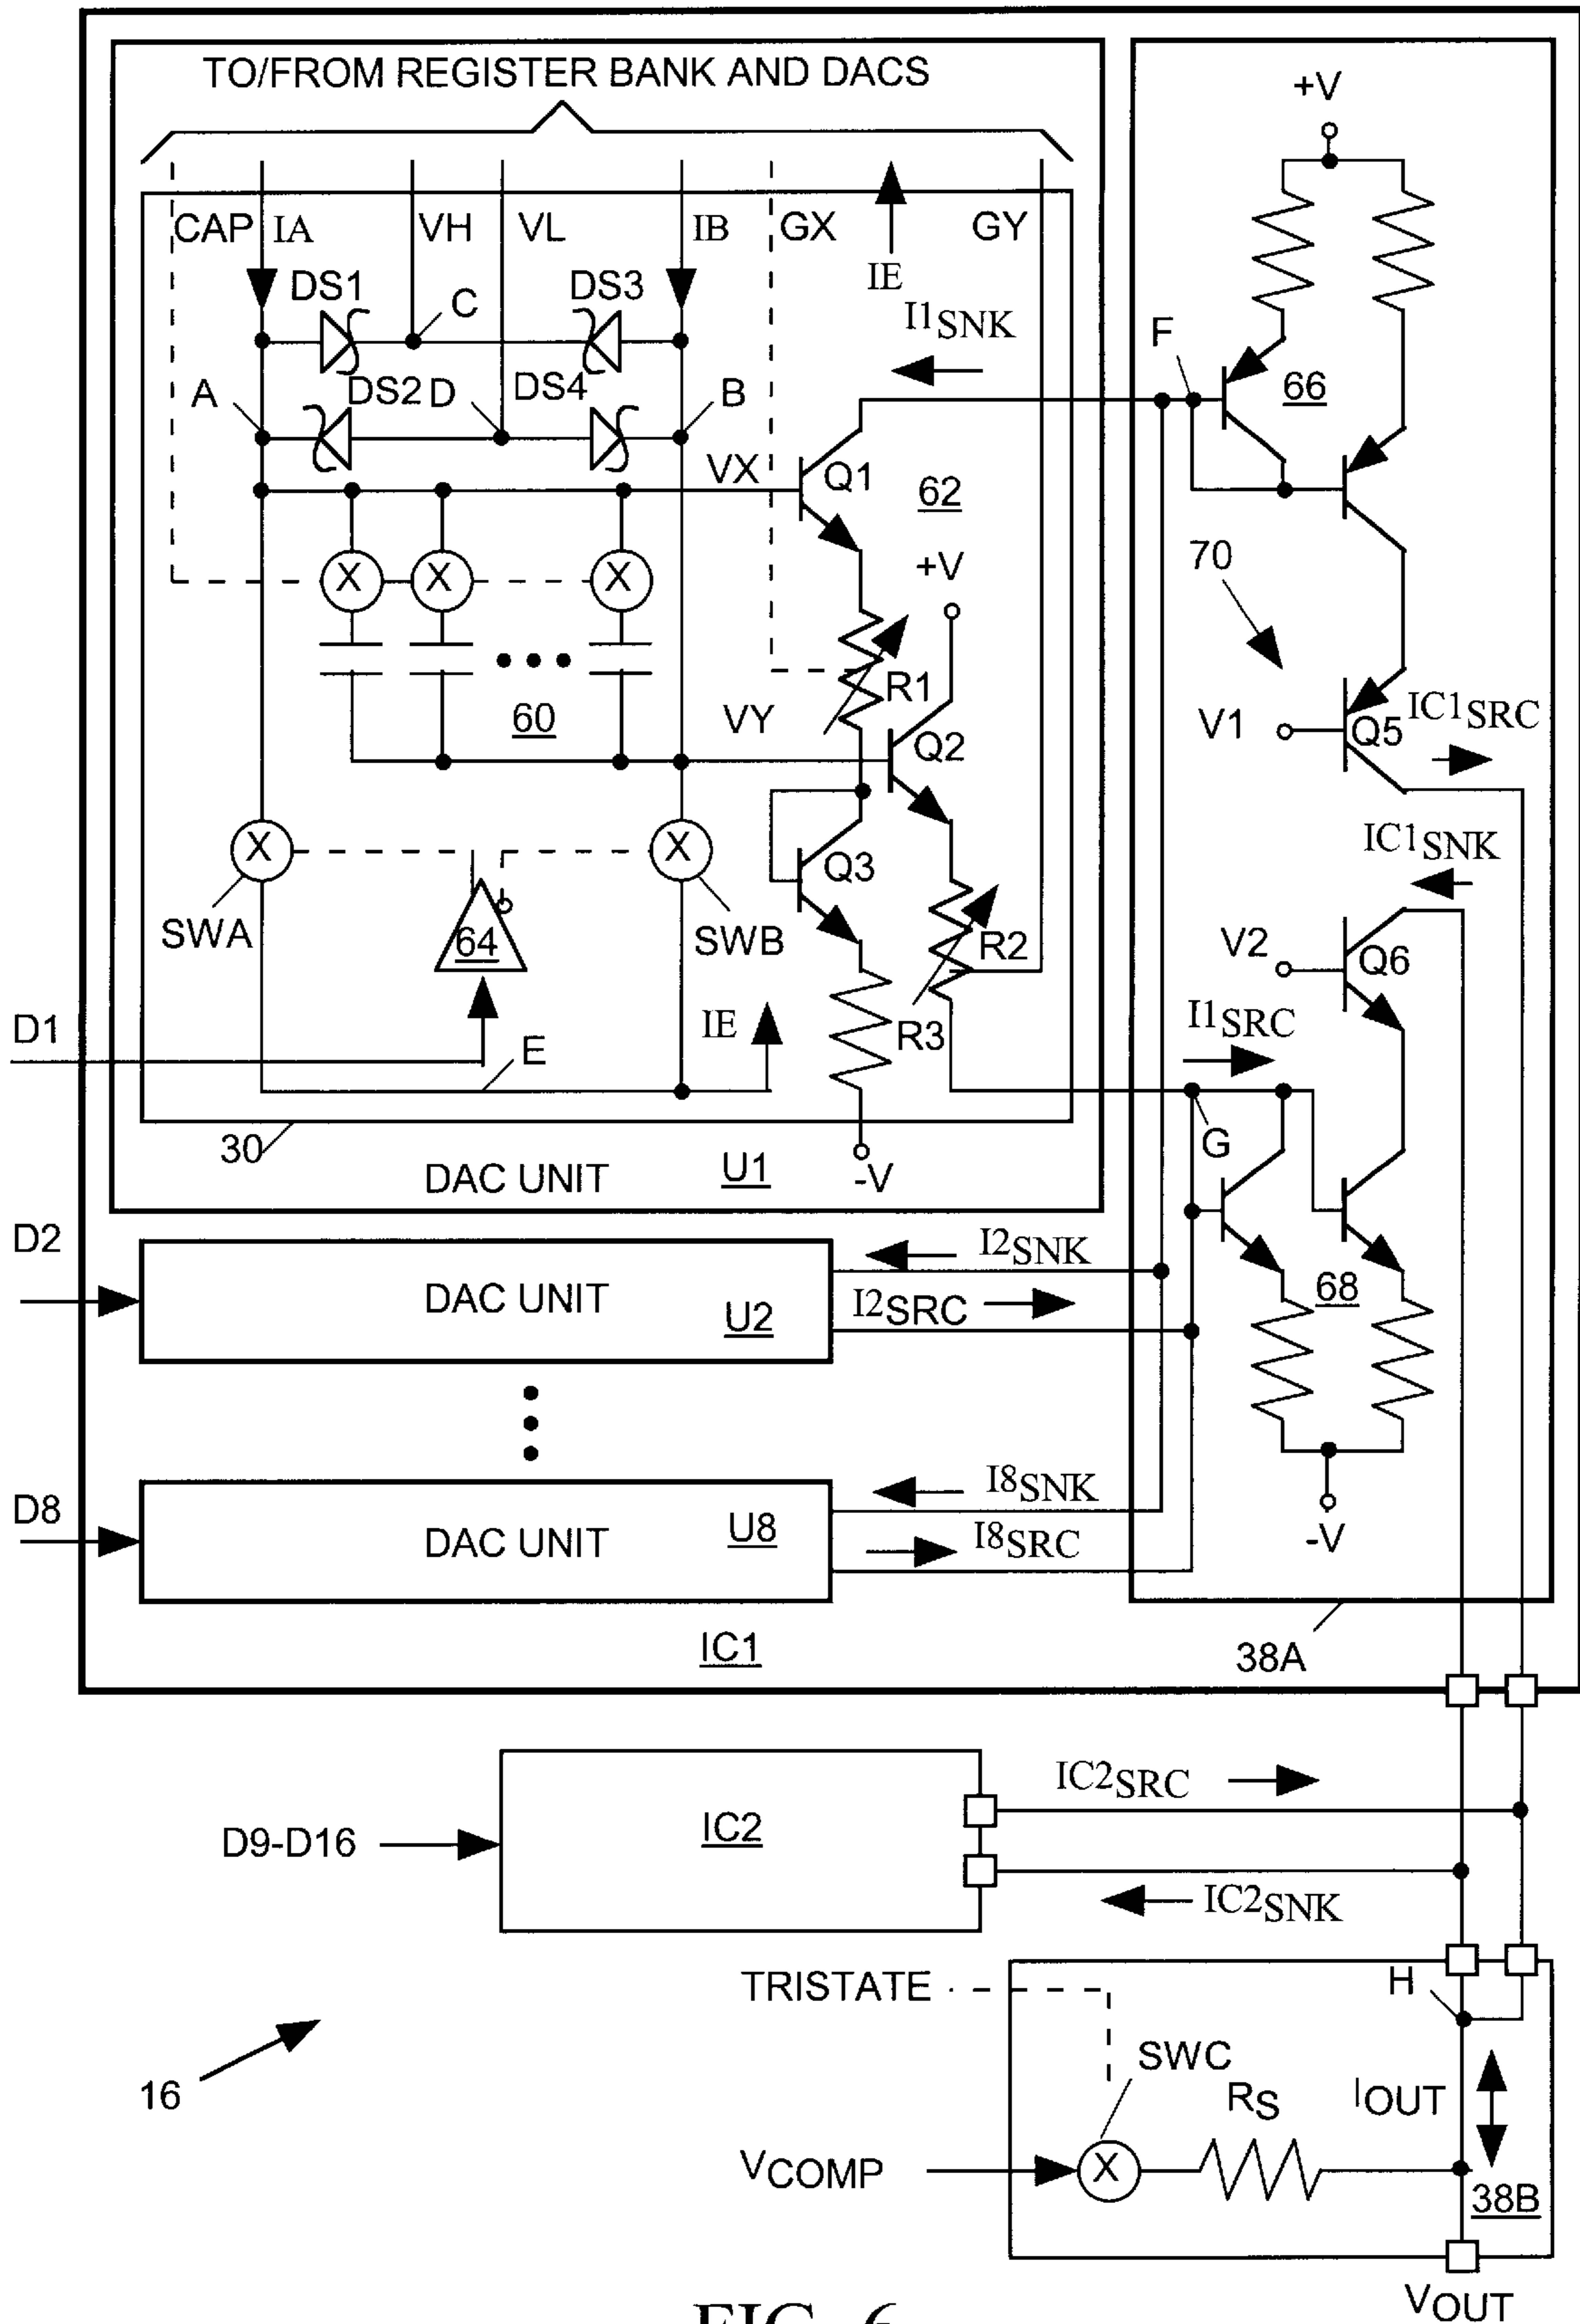 TO/FROM REGISTER BANK AND DACS
+V
CAP IA VH VL IB GX GY
IE
DS1 C DS3
I1SNK
F
66
A DS2 D DS4 B
VX Q1
62
70
+V
R1
60 VY
Q2
V1 Q5 IC1SRC
IC1SNK
Q3
SWA 64 SWB R2
V2 Q6
D1 IE R3 I1SRC
E
G
30
DAC UNIT U1 -V
D2 I2SNK
DAC UNIT U2 I2SRC
68
D8 I8SNK
DAC UNIT U8 I8SRC
-V
IC1 38A
IC2SRC
D9-D16 IC2
IC2SNK
TRISTATE H
SWC
16 RS IOUT
VCOMP
38B
VOUT
FIG. 6
X
X
X
X
X
X